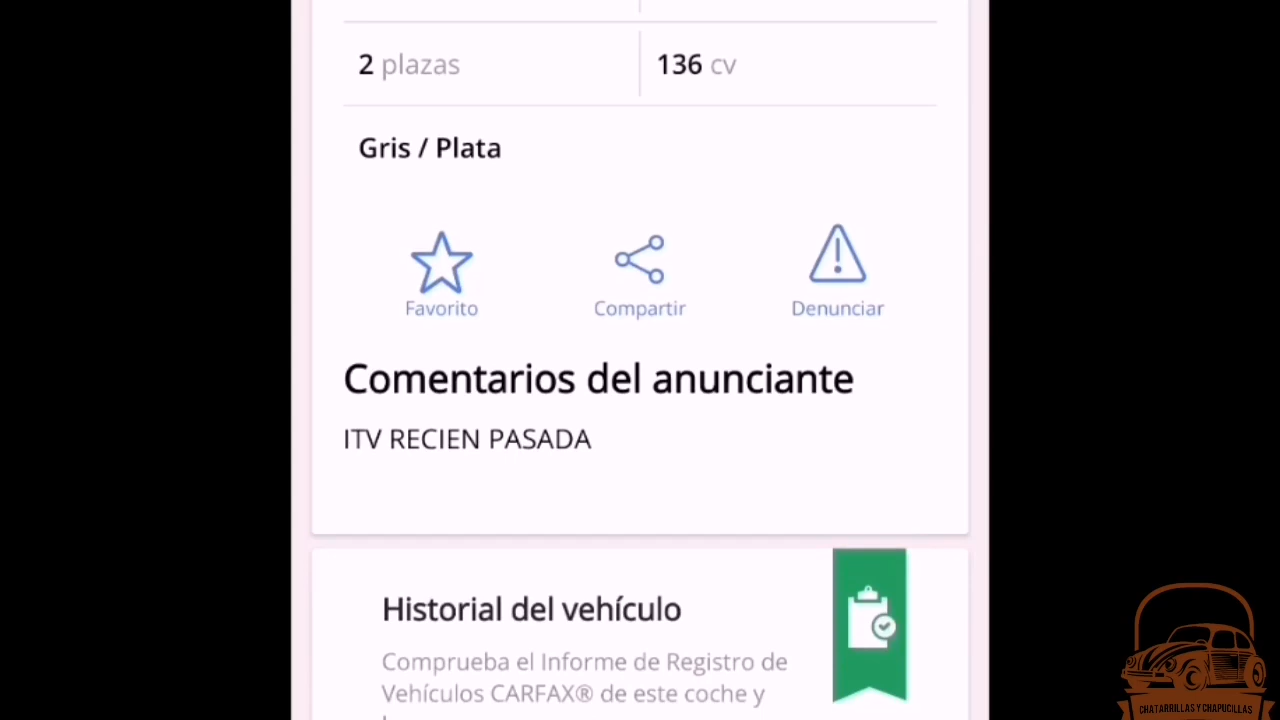 2 plazas
136 cv
Gris / Plata
Favorito
Compartir
Denunciar
Comentarios del anunciante
ITV RECIEN PASADA
Historial del vehículo
Comprueba el Informe de Registro de
Vehículos CARFAX® de este coche y
CHATARRILLAS Y CHAPUCILLAS